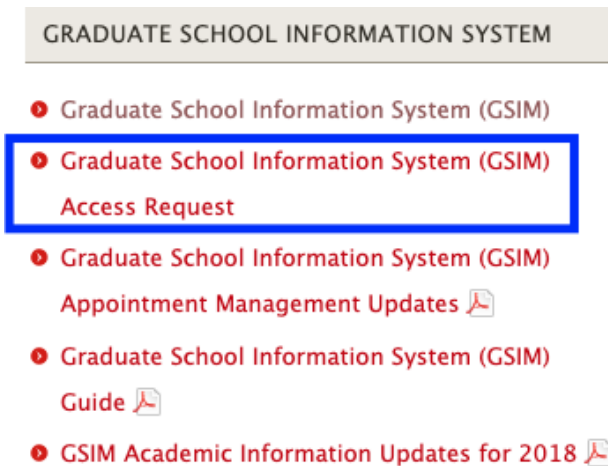 GRADUATE SCHOOL INFORMATION SYSTEM
Graduate School Information System (GSIM)
Graduate School Information System (GSIM)
Access Request
Graduate School Information System (GSIM)
Appointment Management Updates
Graduate School Information System (GSIM)
Guide
GSIM Academic Information Updates for 2018